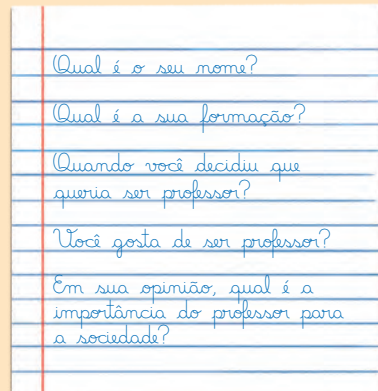 Qual é o seu nome?
Qual é a sua formação?
Quando você decidiu que
queria ser professor?
Você gosta de ser professor?
Em sua opinião, qual é a
importância do professor para
a sociedade?